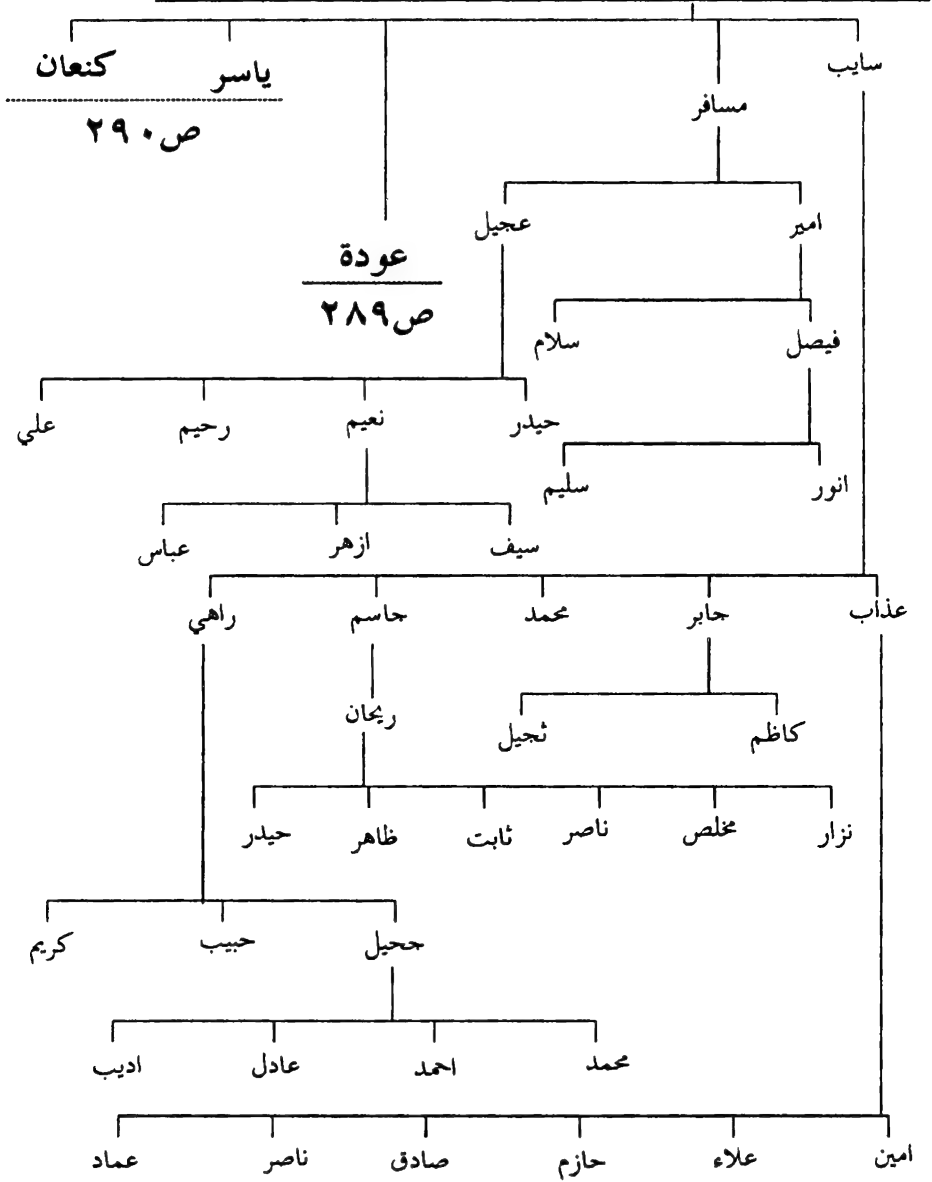 سايب
ياسر كنعان
مسافر
ص٢٩٠
امير عجيل
عودة
ص٢٨٩
فيصل سلام
حيدر نعيم رحيم علي
انور سليم
سيف ازهر عباس
عذاب جابر محمد جاسم راهي
ريحان
كاظم ثجيل
نزار مخلص ناصر ثابت ظاهر حيدر
جحيل حبيب كريم
محمد احمد عادل اديب
امين علاء حازم صادق ناصر عماد